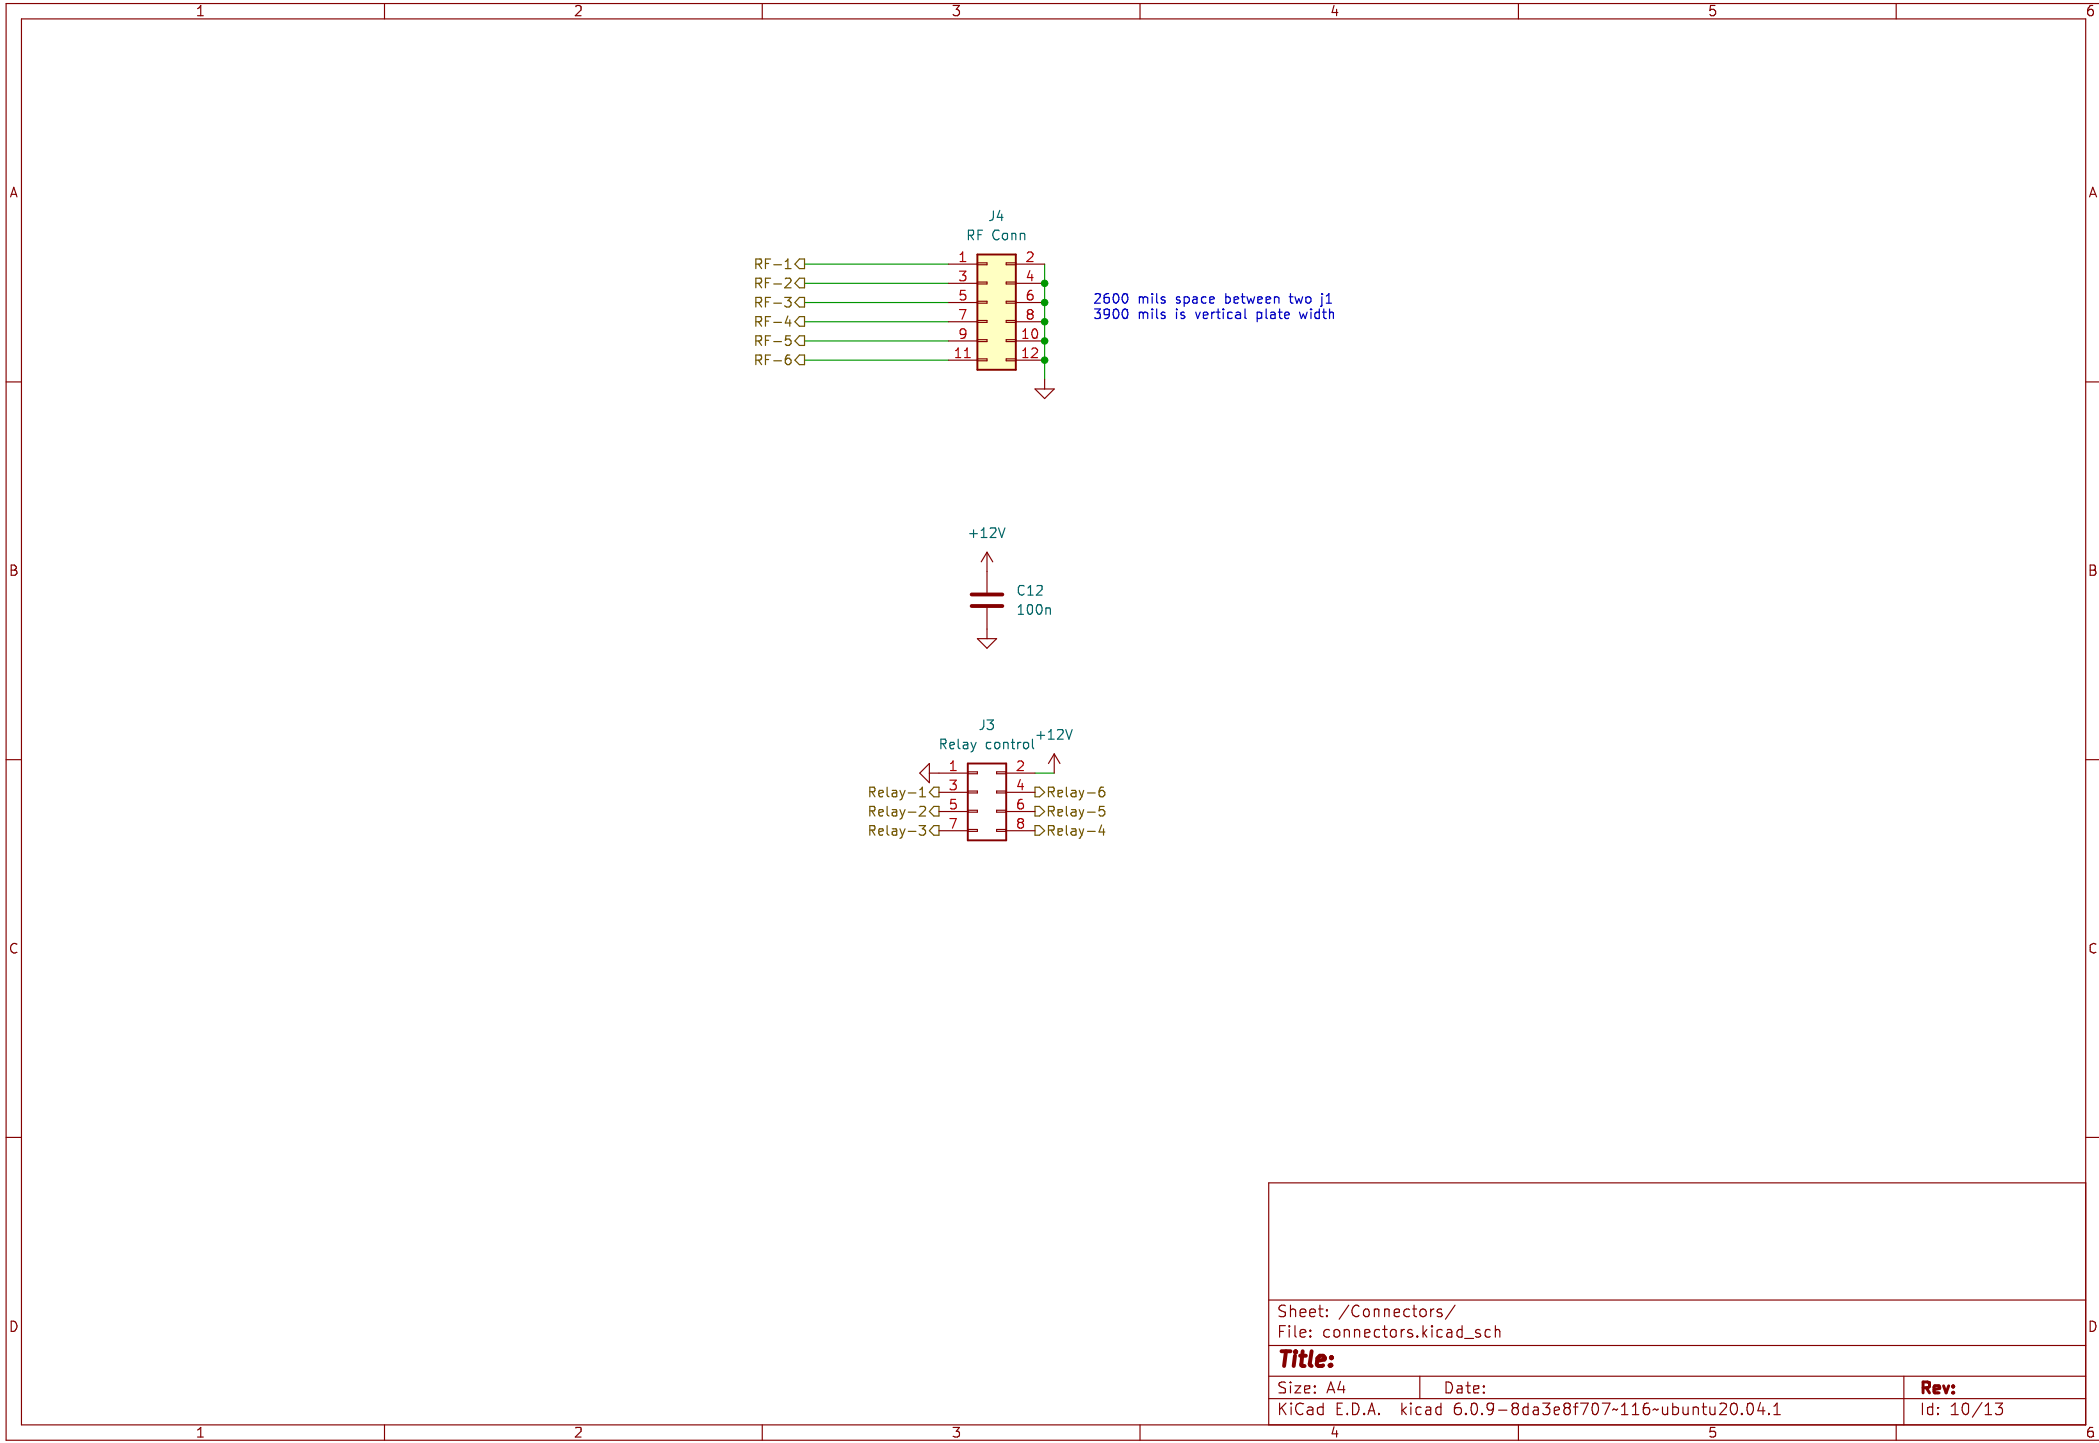 1 2 3 4 5 6
A A
J4
RF Conn
RF-1 1 2
RF-2 3 4
RF-3 5 6
RF-4 7 8
RF-5 9 10
RF-6 11 12
2600 mils space between two j1
3900 mils is vertical plate width
+12V
B B
C12
100n
J3
Relay control
+12V
1 2
Relay-1 3 4 Relay-6
Relay-2 5 6 Relay-5
Relay-3 7 8 Relay-4
C C
Sheet: /Connectors/
File: connectors.kicad_sch
D D
Title:
Size: A4 Date: Rev:
KiCad E.D.A. kicad 6.0.9-8da3e8f707~116~ubuntu20.04.1 Id: 10/13
1 2 3 4 5 6